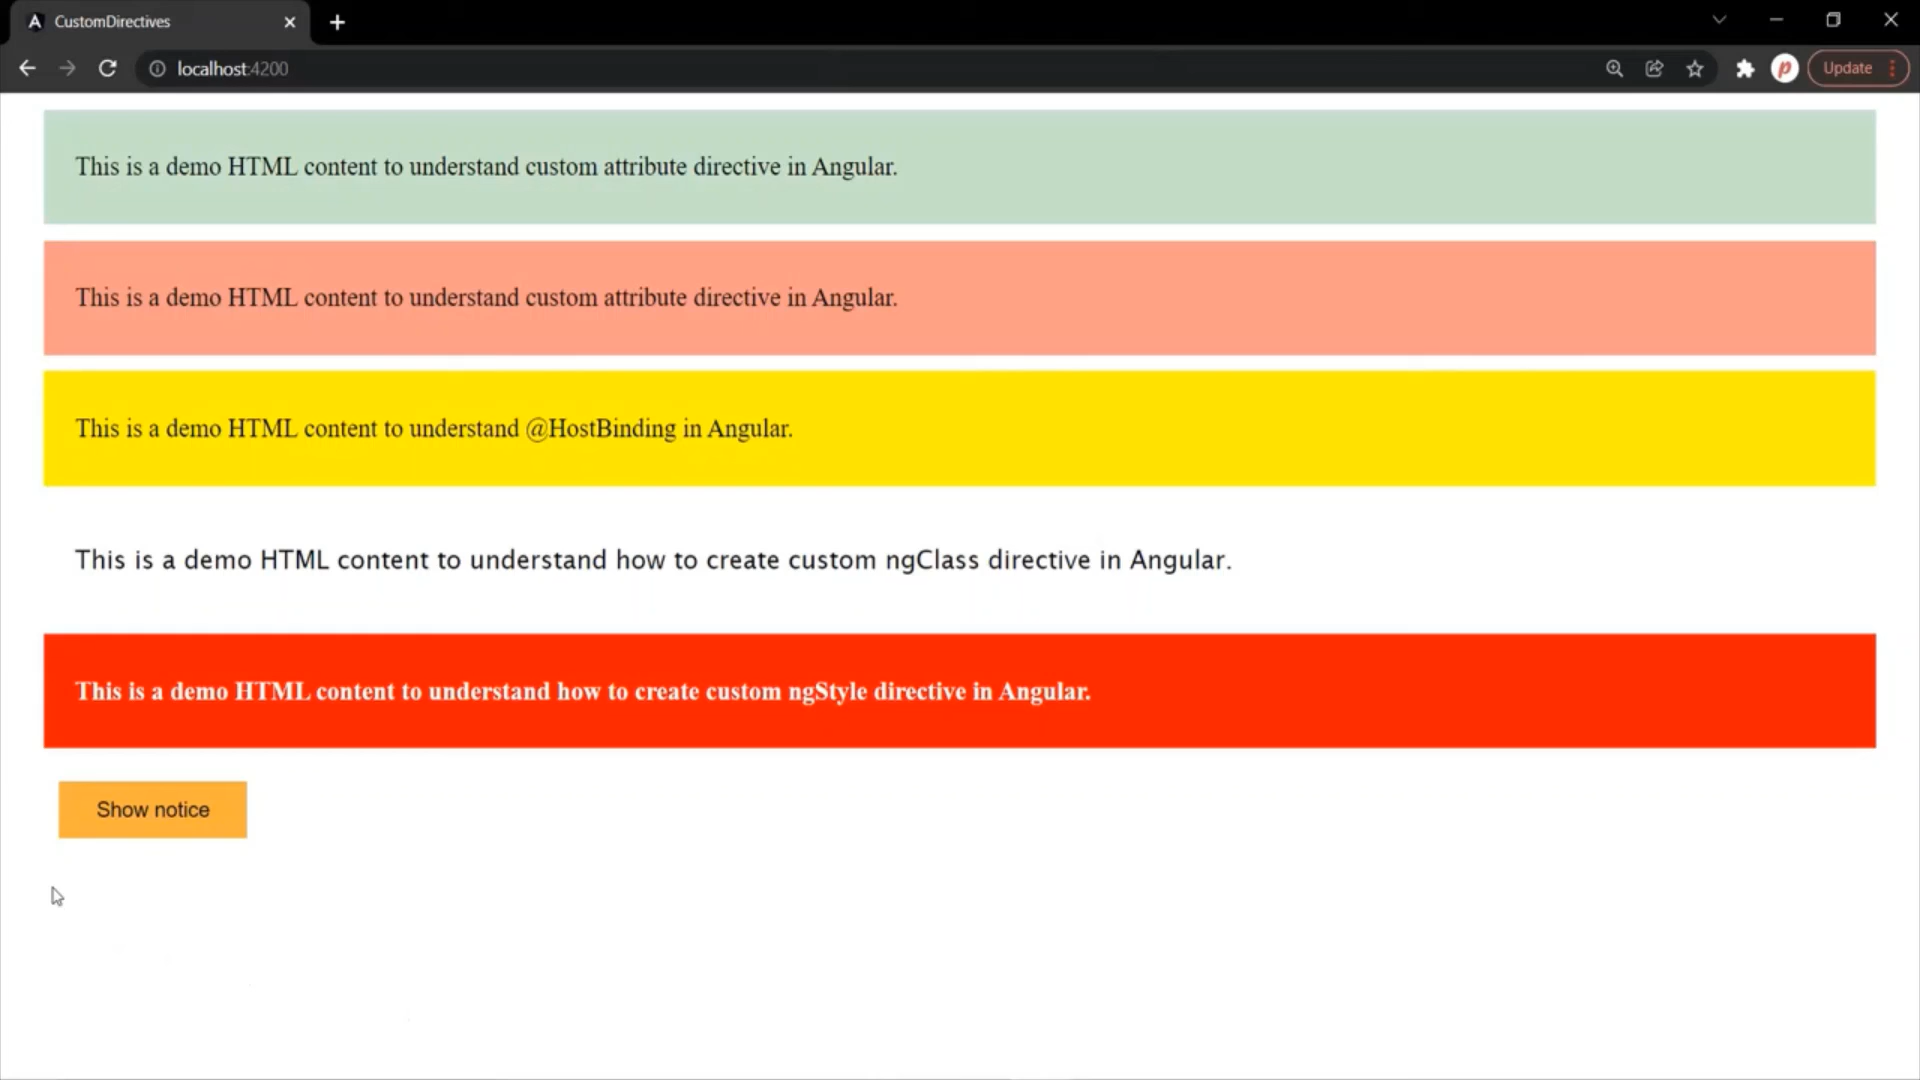 CustomDirectives
localhost:4200
Update
This is a demo HTML content to understand custom attribute directive in Angular.
This is a demo HTML content to understand custom attribute directive in Angular.
This is a demo HTML content to understand @HostBinding in Angular.
This is a demo HTML content to understand how to create custom ngClass directive in Angular.
This is a demo HTML content to understand how to create custom ngStyle directive in Angular.
Show notice